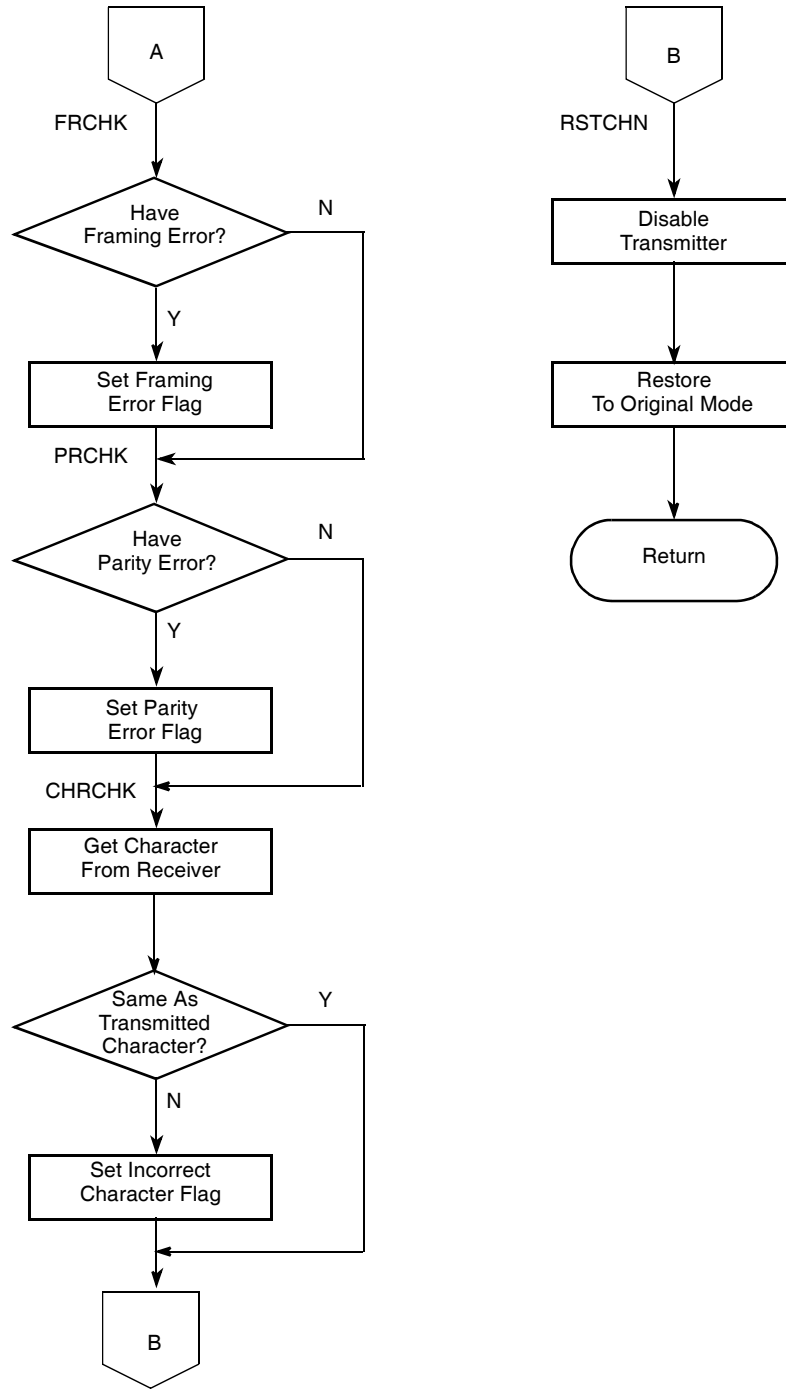 A
FRCHK
Have
Framing Error?
N
Y
Set Framing
Error Flag
PRCHK
Have
Parity Error?
N
Y
Set Parity
Error Flag
CHRCHK
Get Character
From Receiver
Same As
Transmitted
Character?
Y
N
Set Incorrect
Character Flag
B
B
RSTCHN
Disable
Transmitter
Restore
To Original Mode
Return